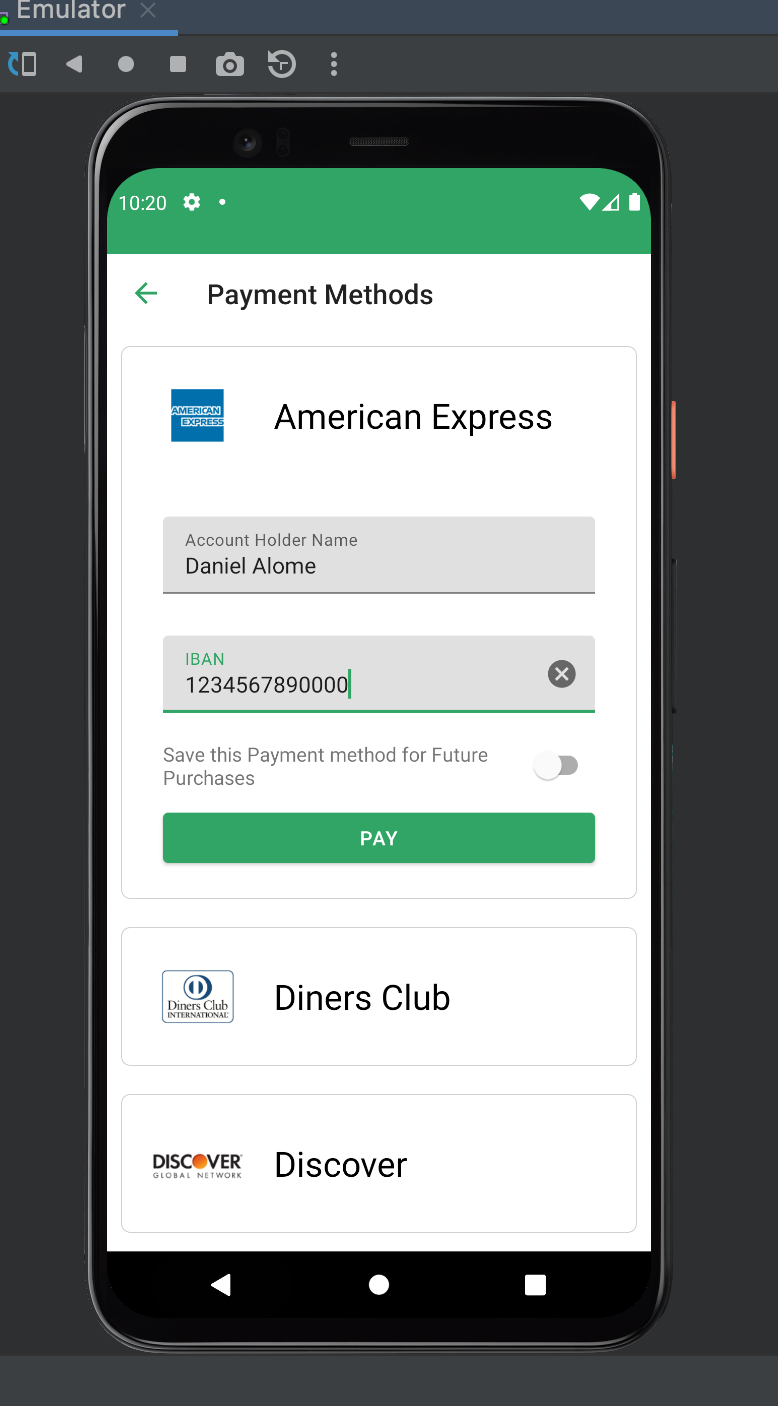 Emulator
10:20
Payment Methods
AMERICAN
EXPRESS
American Express
Account Holder Name
Daniel Alome
IBAN
1234567890000
Save this Payment method for Future
Purchases
PAY
Diners Club
INTERNATIONAL
Diners Club
DISCOVER
GLOBAL NETWORK
Discover